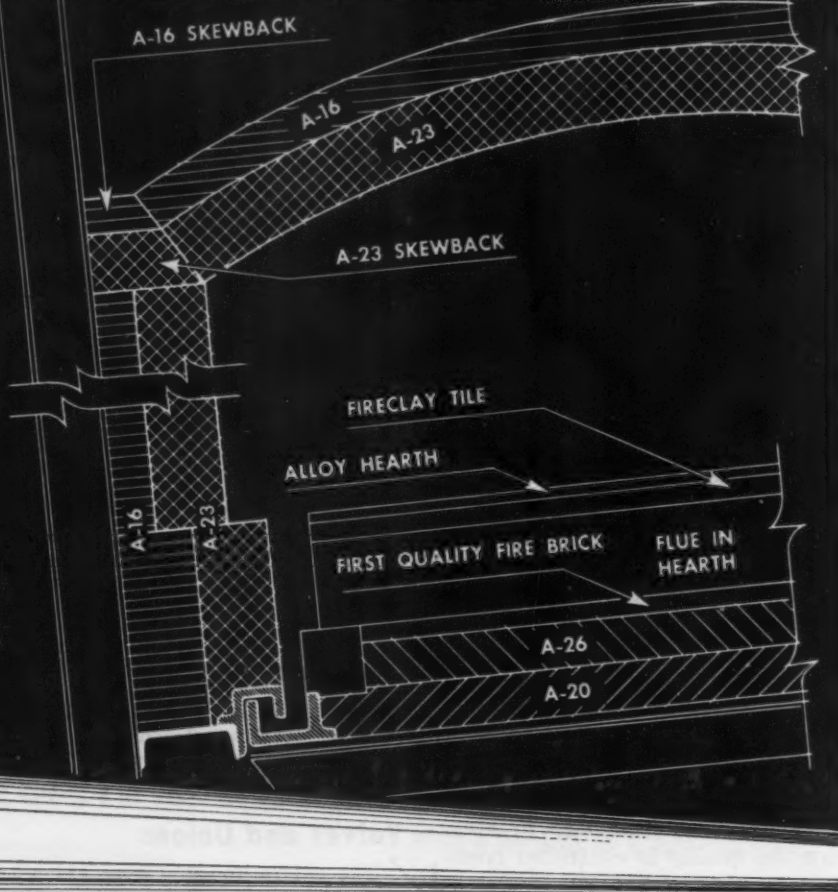 A-16 SKEWBACK
A-16
A-23
A-23 SKEWBACK
FIRECLAY TILE
ALLOY HEARTH
A-16
A-23
FIRST QUALITY FIRE BRICK
FLUE IN
HEARTH
A-26
A-20